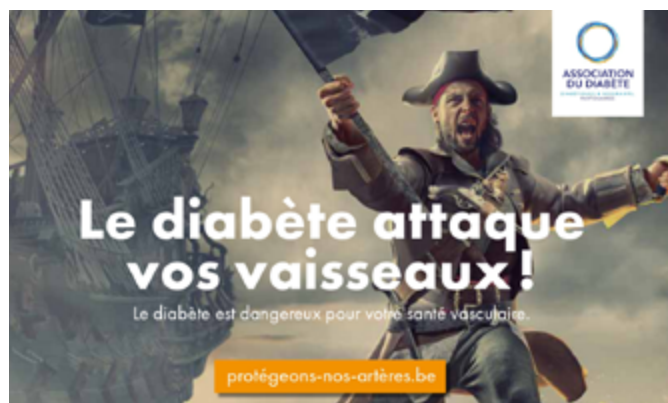 ASSOCIATION
DU DIABÈTE
Le diabète attaque
vos vaisseaux!
Le diabète est dangereux pour votre santé vasculaire.
protégeons-nos-artères.be